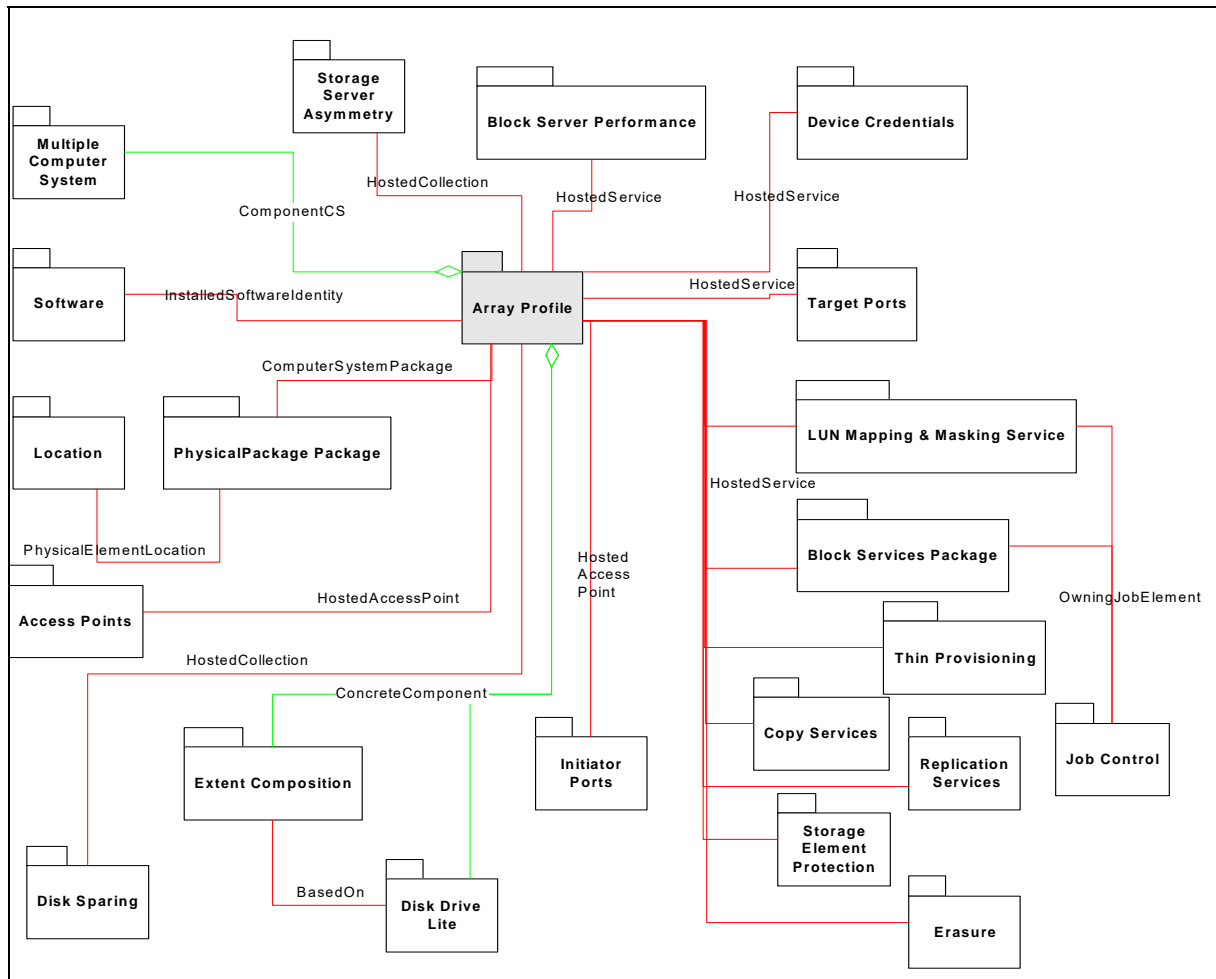 Storage
Server
Asymmetry
Block Server Performance
Device Credentials
Multiple
Computer
System
HostedCollection
HostedService
HostedService
ComponentCS
Software
InstalledSoftwareIdentity
Array Profile
HostedService
Target Ports
ComputerSystemPackage
Location
PhysicalPackage Package
LUN Mapping & Masking Service
HostedService
PhysicalElementLocation
Block Services Package
Hosted
Access
Point
HostedAccessPoint
OwningJobElement
Access Points
HostedCollection
Thin Provisioning
ConcreteComponent
Copy Services
Replication
Services
Job Control
Extent Composition
Initiator
Ports
Storage
Element
Protection
BasedOn
Disk Sparing
Disk Drive
Lite
Erasure